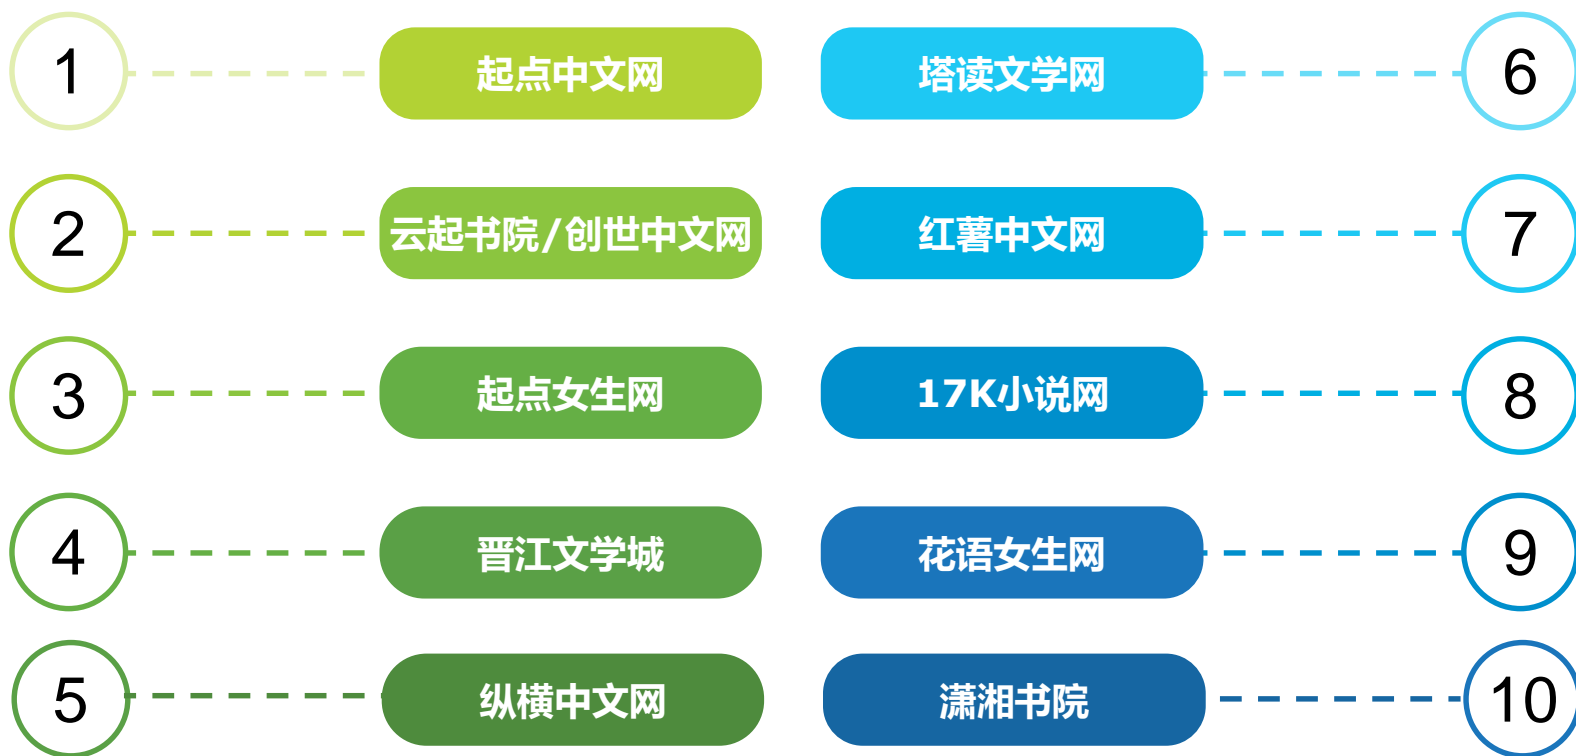 1
起点中文网
2
云起书院/创世中文网
3
起点女生网
4
晋江文学城
5
纵横中文网
塔读文学网
6
红薯中文网
7
17K小说网
8
花语女生网
9
潇湘书院
10